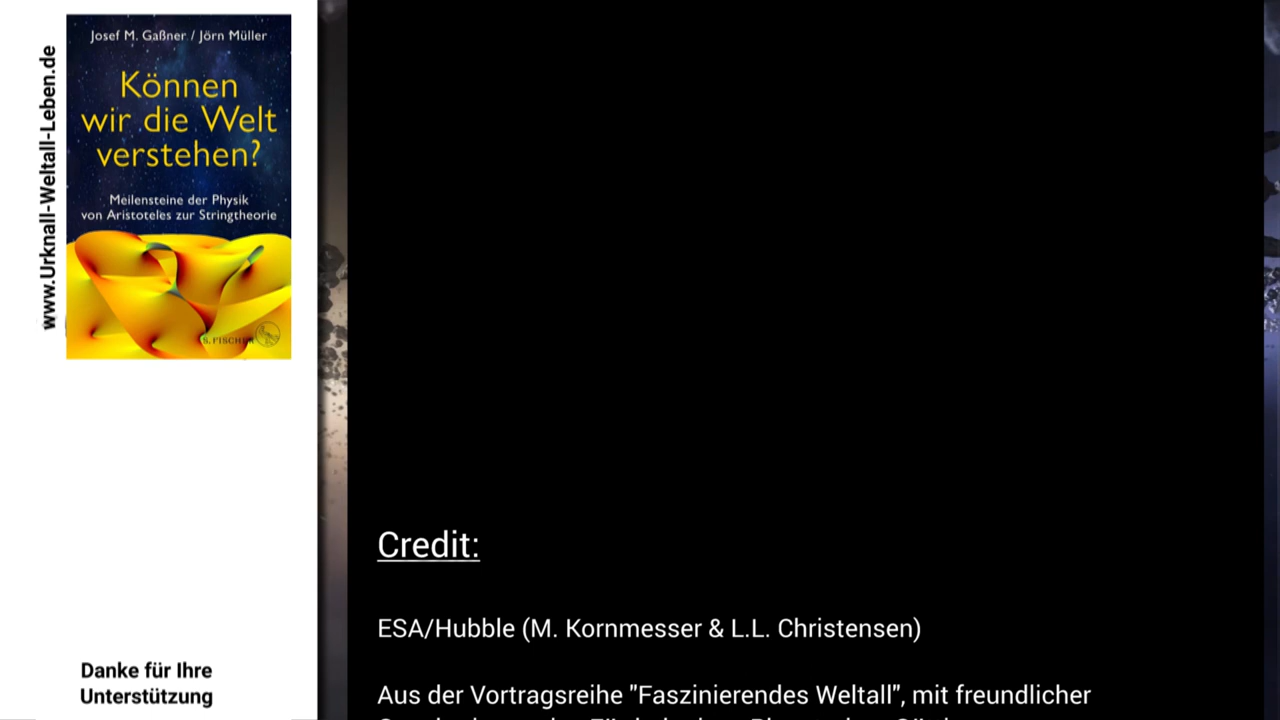 www.Urknall-Weltall-Leben.de
Josef M. Gaßner / Jörn Müller
Können
wir die Welt
verstehen?
Meilensteine der Physik
von Aristoteles zur Stringtheorie
S. FISCHER
Danke für Ihre
Unterstützung
Credit:
ESA/Hubble (M. Kornmesser & L.L. Christensen)
Aus der Vortragsreihe "Faszinierendes Weltall", mit freundlicher